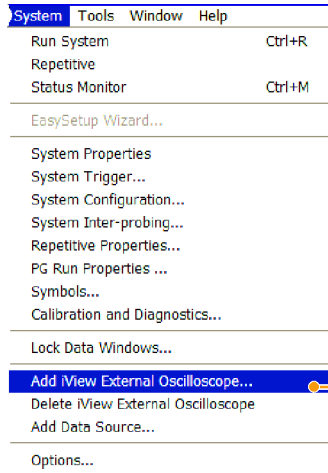 System Tools Window Help
Run System Ctrl+R
Repetitive
Status Monitor Ctrl+M
EasySetup Wizard...
System Properties
System Trigger...
System Configuration...
System Inter-probing...
Repetitive Properties...
PG Run Properties ...
Symbols...
Calibration and Diagnostics...
Lock Data Windows...
Add iView External Oscilloscope...
Delete iView External Oscilloscope
Add Data Source...
Options...